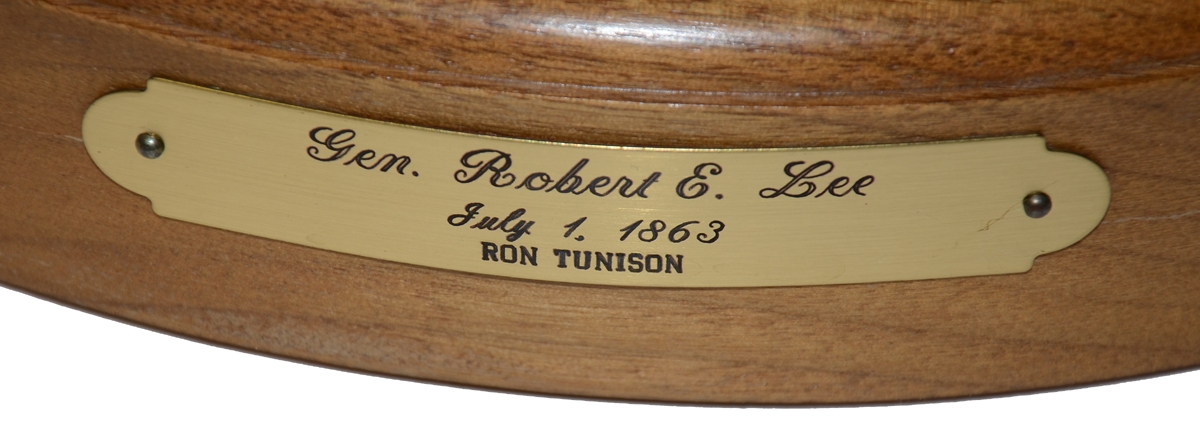 Gen. Robert E. Lee
July 1, 1863
RON TUNISON